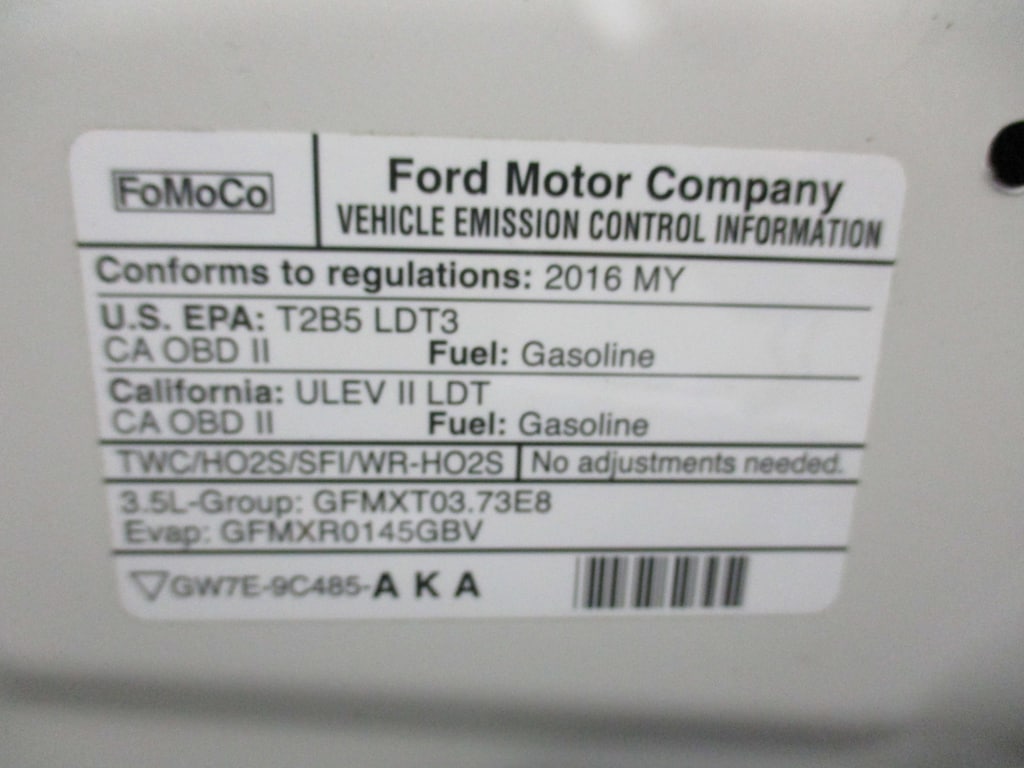 FoMoCo
Ford Motor Company
VEHICLE EMISSION CONTROL INFORMATION
Conforms to regulations: 2016 MY
U.S. EPA: T2B5 LDT3
CA OBD II Fuel: Gasoline
California: ULEV II LDT
CA OBD II Fuel: Gasoline
TWC/HO2S/SFI/WR-HO2S No adjustments needed.
3.5L-Group: GFMXT03.73E8
Evap: GFMXR0145GBV
GW7E-9C485-A K A